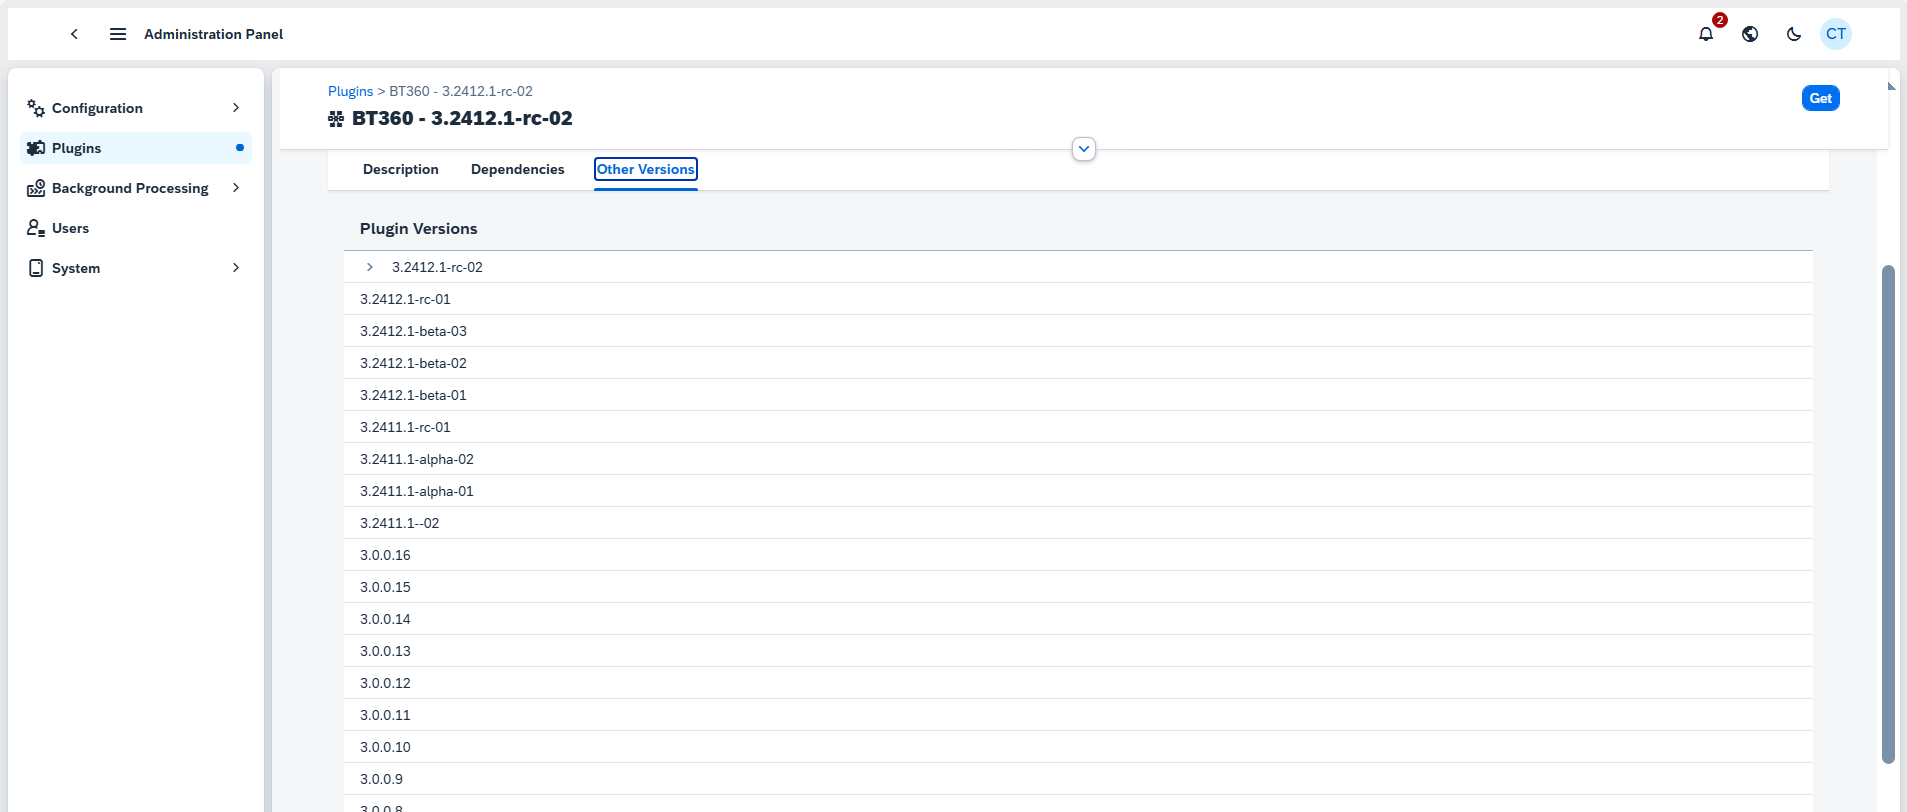 Administration Panel
2
CT
Configuration
Plugins
Background Processing
Users
System
Plugins > BT360 - 3.2412.1-rc-02
BT360 - 3.2412.1-rc-02
Get
Description Dependencies Other Versions
Plugin Versions
3.2412.1-rc-02
3.2412.1-rc-01
3.2412.1-beta-03
3.2412.1-beta-02
3.2412.1-beta-01
3.2411.1-rc-01
3.2411.1-alpha-02
3.2411.1-alpha-01
3.2411.1--02
3.0.0.16
3.0.0.15
3.0.0.14
3.0.0.13
3.0.0.12
3.0.0.11
3.0.0.10
3.0.0.9
3.0.0.8